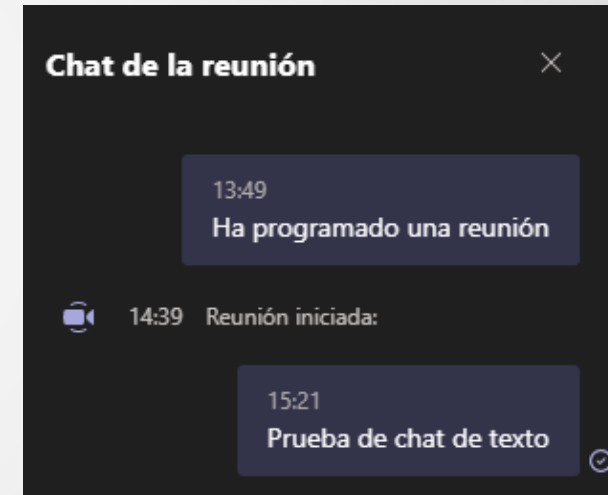 Chat de la reunión
13:49
Ha programado una reunión
14:39 Reunión iniciada:
15:21
Prueba de chat de texto